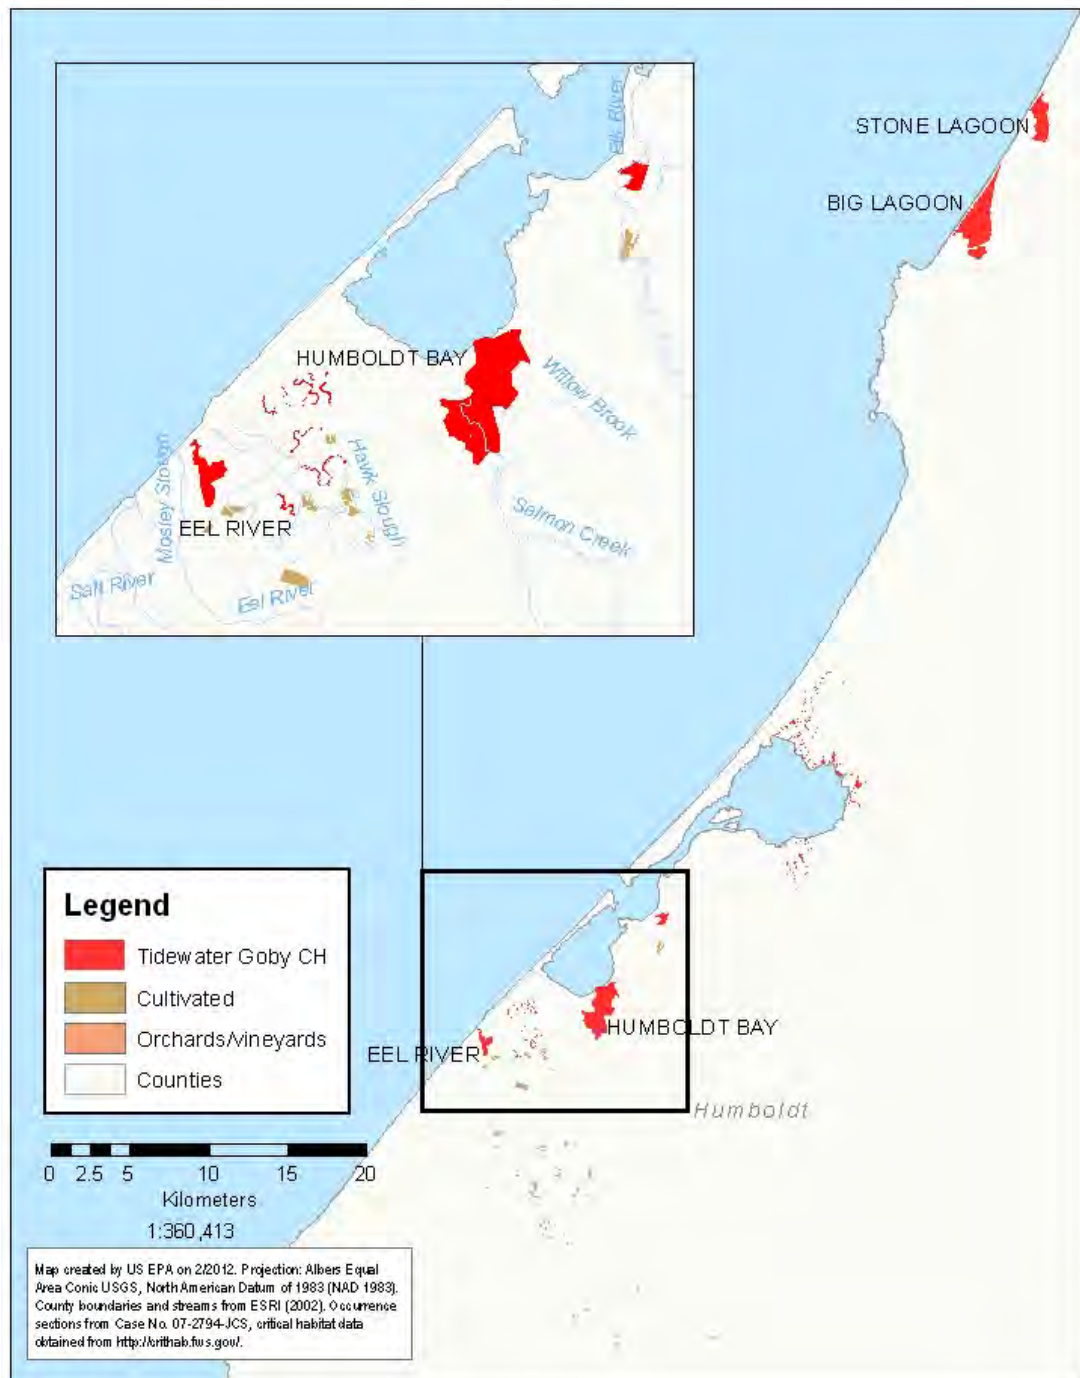 STONE LAGOON
BIG LAGOON
Elk River
HUMBOLDT BAY
Willow Brook
Mosley Slough
Hawk Slough
EEL RIVER
Salmon Creek
Salt River
Eel River
Legend
Tidewater Goby CH
Cultivated
Orchards/vineyards
Counties
HUMBOLDT BAY
EEL RIVER
Humboldt
0 2.5 5 10 15 20
Kilometers
1:360,413
Map created by US EPA on 2/2012. Projection: Albers Equal
Area Conic USGS, North American Datum of 1983 (NAD 1983).
County boundaries and streams from ESRI (2002). Occurrence
sections from Case No. 07-2794-JCS, critical habitat data
obtained from http://crithab.fws.gov/.